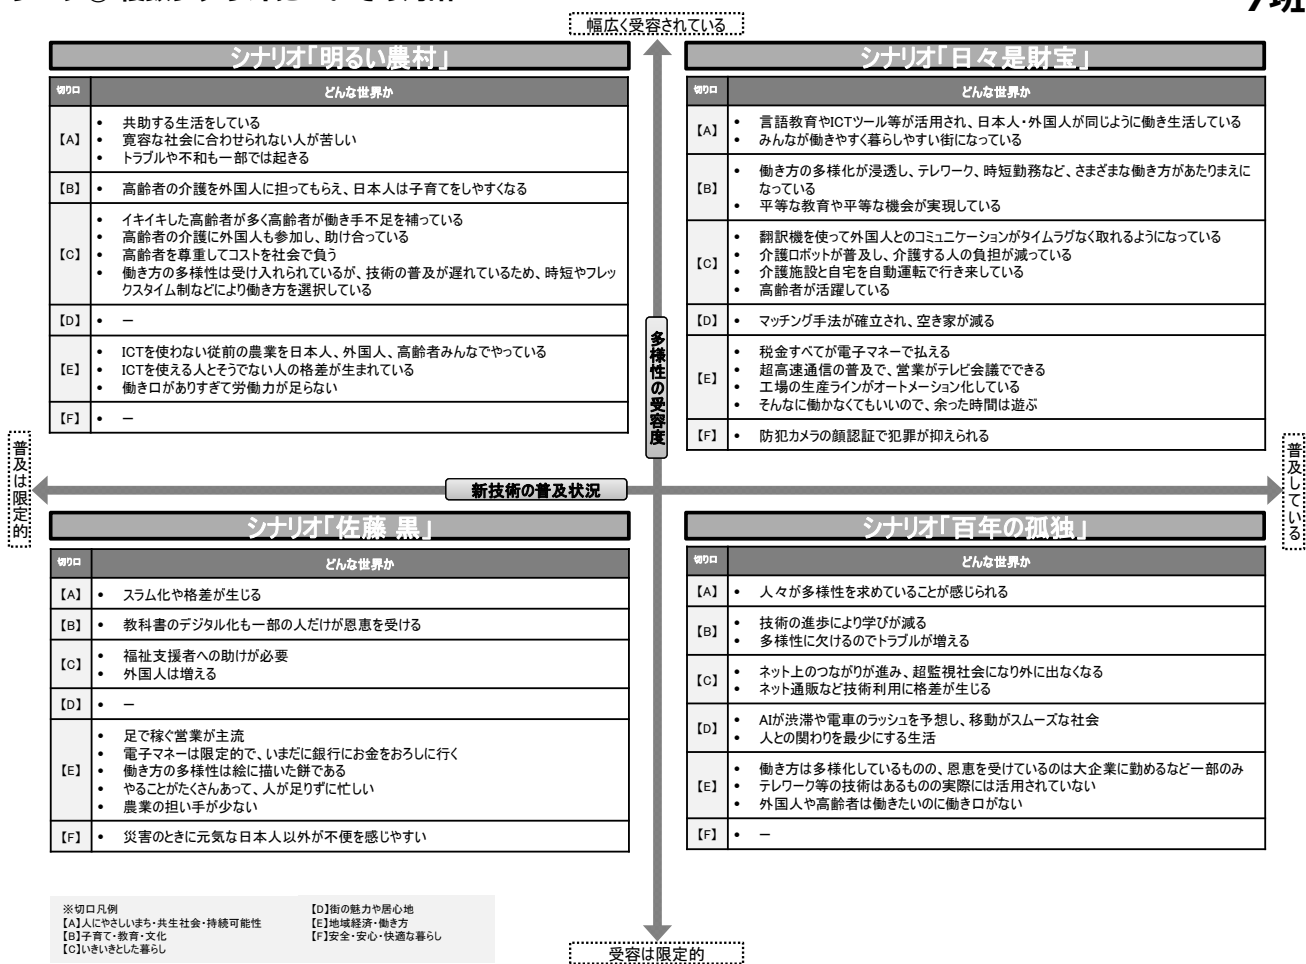 7班
幅広く受容されている
シナリオ「明るい農村」
切り口
どんな世界か
【A】
• 共助する生活をしている
• 寛容な社会に合わせられない人が苦しい
• トラブルや不和も一部では起きる
【B】
• 高齢者の介護を外国人に担ってもらえ、日本人は子育てをしやすくなる
【C】
• イキイキした高齢者が多く高齢者が働き手不足を補っている
• 高齢者の介護に外国人も参加し、助け合っている
• 高齢者を尊重してコストを社会で負う
• 働き方の多様性は受け入れられているが、技術の普及が遅れているため、時短やフレッ
クスタイム制などにより働き方を選択している
【D】
• －
【E】
• ICTを使わない従前の農業を日本人、外国人、高齢者みんなでやっている
• ICTを使える人とそうでない人の格差が生まれている
• 働き口がありすぎて労働力が足らない
【F】
• －
シナリオ「日々是財宝」
切り口
どんな世界か
【A】
• 言語教育やICTツール等が活用され、日本人・外国人が同じように働き生活している
• みんなが働きやすく暮らしやすい街になっている
【B】
• 働き方の多様化が浸透し、テレワーク、時短勤務など、さまざまな働き方があたりまえに
なっている
• 平等な教育や平等な機会が実現している
【C】
• 翻訳機を使って外国人とのコミュニケーションがタイムラグなく取れるようになっている
• 介護ロボットが普及し、介護する人の負担が減っている
• 介護施設と自宅を自動運転で行き来している
• 高齢者が活躍している
【D】
• マッチング手法が確立され、空き家が減る
【E】
• 税金すべてが電子マネーで払える
• 超高速通信の普及で、営業がテレビ会議でできる
• 工場の生産ラインがオートメーション化している
• そんなに働かなくてもいいので、余った時間は遊ぶ
【F】
• 防犯カメラの顔認証で犯罪が抑えられる
多様性の受容度
普及は限定的
新技術の普及状況
普及している
シナリオ「佐藤 黒」
切り口
どんな世界か
【A】
• スラム化や格差が生じる
【B】
• 教科書のデジタル化も一部の人だけが恩恵を受ける
【C】
• 福祉支援者への助けが必要
• 外国人は増える
【D】
• －
【E】
• 足で稼ぐ営業が主流
• 電子マネーは限定的で、いまだに銀行にお金をおろしに行く
• 働き方の多様性は絵に描いた餅である
• やることがたくさんあって、人が足りずに忙しい
• 農業の担い手が少ない
【F】
• 災害のときに元気な日本人以外が不便を感じやすい
シナリオ「百年の孤独」
切り口
どんな世界か
【A】
• 人々が多様性を求めていることが感じられる
【B】
• 技術の進歩により学びが減る
• 多様性に欠けるのでトラブルが増える
【C】
• ネット上のつながりが進み、超監視社会になり外に出なくなる
• ネット通販など技術利用に格差が生じる
【D】
• AIが渋滞や電車のラッシュを予想し、移動がスムーズな社会
• 人との関わりを最少にする生活
【E】
• 働き方は多様化しているものの、恩恵を受けているのは大企業に勤めるなど一部のみ
• テレワーク等の技術はあるものの実際には活用されていない
• 外国人や高齢者は働きたいのに働き口がない
【F】
• －
※切口凡例
【A】人にやさしいまち・共生社会・持続可能性
【B】子育て・教育・文化
【C】いきいきとした暮らし
【D】街の魅力や居心地
【E】地域経済・働き方
【F】安全・安心・快適な暮らし
受容は限定的